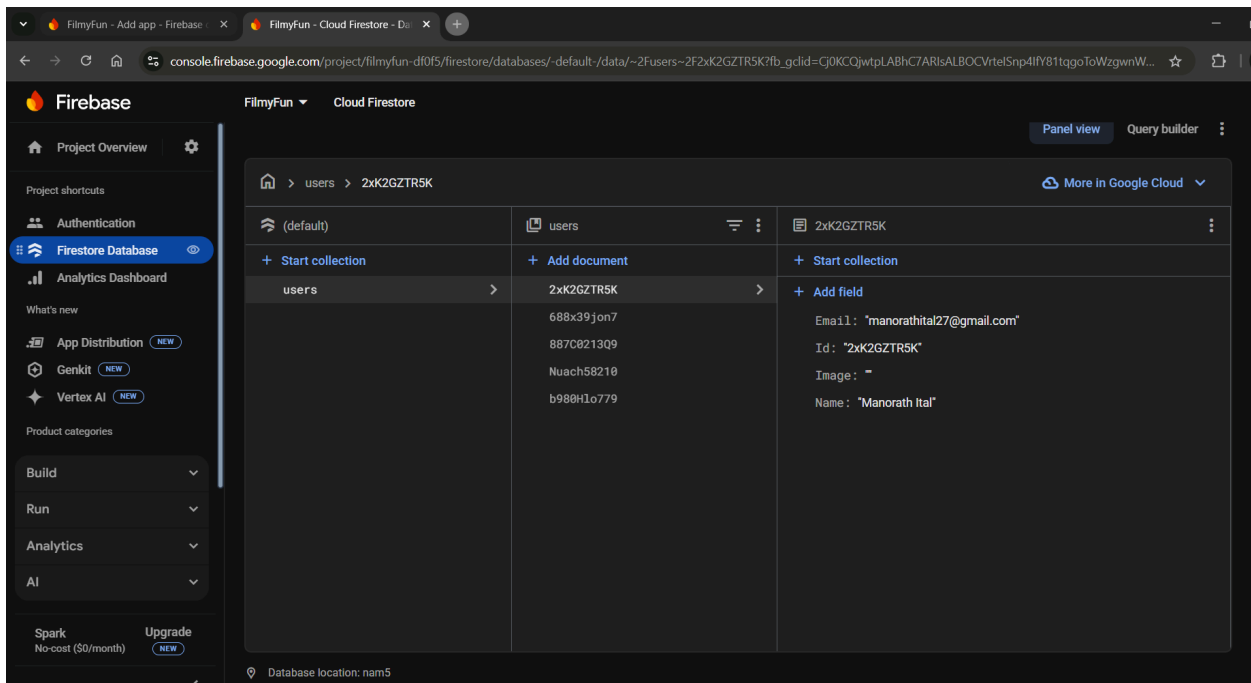 FilmyFun - Add app - Firebase
FilmyFun - Cloud Firestore - Da
console.firebase.google.com/project/filmyfun-df0f5/firestore/databases/-default-/data/~2Fusers~2F2xK2GZTR5K?fb_gclid=Cj0KCQjwtpLABhC7ARIsALBOCVrtelSnp4IfY81tqgoToWzgwnW...
Firebase
FilmyFun
Cloud Firestore
Panel view
Query builder
Project Overview
Project shortcuts
Authentication
Firestore Database
Analytics Dashboard
What's new
App Distribution NEW
Genkit NEW
Vertex AI NEW
Product categories
Build
Run
Analytics
AI
Spark
No-cost ($0/month)
Upgrade
NEW
users
2xK2GZTR5K
More in Google Cloud
(default)
+ Start collection
users
users
+ Add document
2xK2GZTR5K
688x39jon7
887C0213Q9
Nuach58210
b980Hlo779
2xK2GZTR5K
+ Start collection
+ Add field
Email: "manorathital27@gmail.com"
Id: "2xK2GZTR5K"
Image: ""
Name: "Manorath Ital"
Database location: nam5